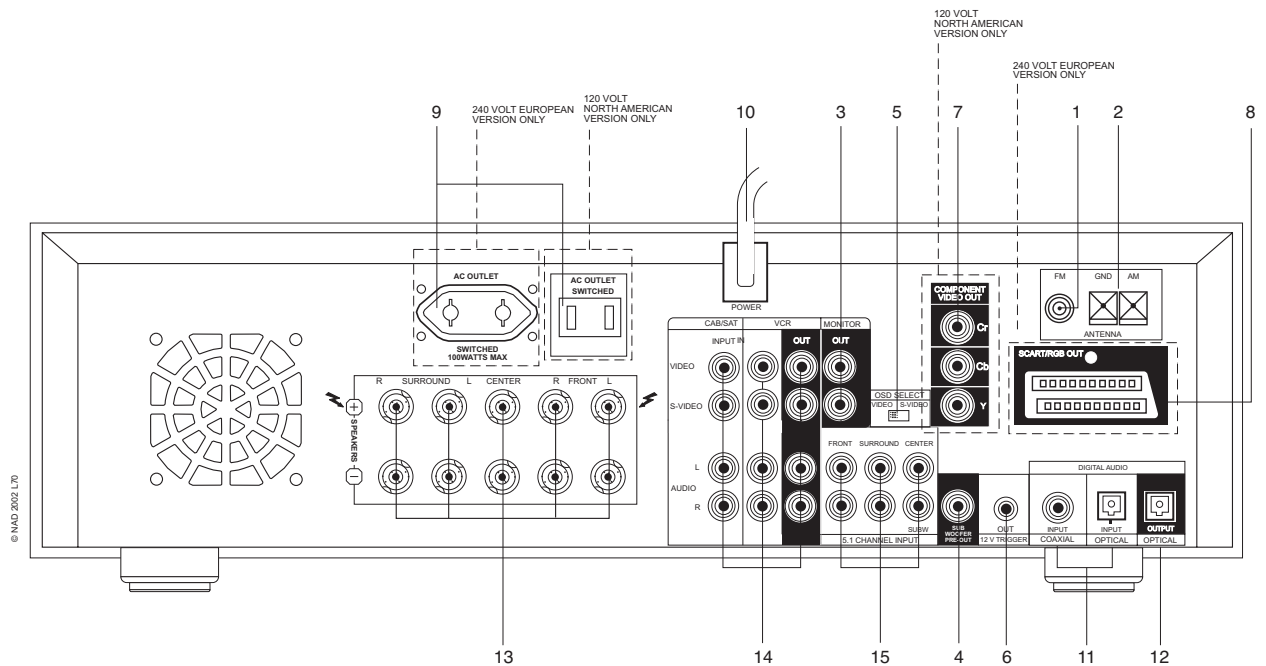 120 VOLT
NORTH AMERICAN
VERSION ONLY
240 VOLT EUROPEAN
VERSION ONLY
120 VOLT
NORTH AMERICAN
VERSION ONLY
240 VOLT EUROPEAN
VERSION ONLY
9 10 3 5 7 1 2 8
AC OUTLET
SWITCHED
100WATTS MAX
AC OUTLET
SWITCHED
POWER
COMPONENT
VIDEO OUT
Cr
Cb
Y
FM GND AM
ANTENNA
SCART/RGB OUT
CAB/SAT VCR MONITOR
INPUT IN OUT OUT
VIDEO
S-VIDEO
OSD SELECT
VIDEO S-VIDEO
R SURROUND L CENTER R FRONT L
+ SPEAKERS −
L
AUDIO
R
FRONT SURROUND CENTER
SUBW
5.1 CHANNEL INPUT
SUB
WOOFER
PRE-OUT
OUT
12 V TRIGGER
DIGITAL AUDIO
INPUT INPUT OUTPUT
COAXIAL OPTICAL OPTICAL
© NAD 2002 L70
13 14 15 4 6 11 12